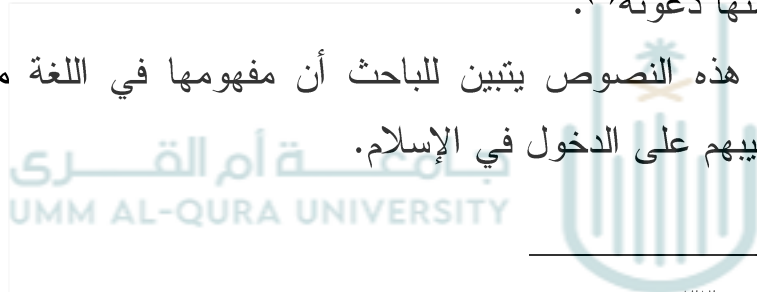 دعوته
هذه النصوص يتبين للباحث أن مفهومها في اللغة
على الدخول في الإسلام.
جامعة أم القرى
UMM AL-QURA UNIVERSITY